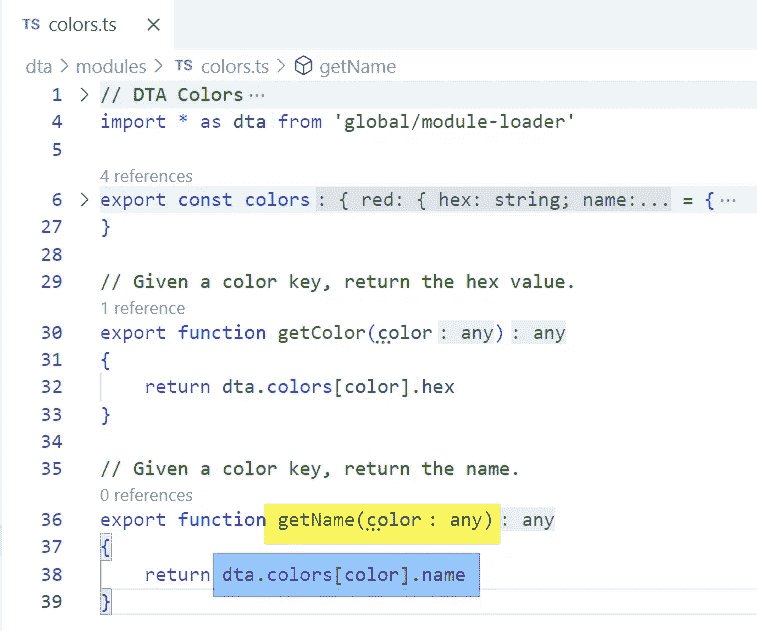 TS colors.ts ×
dta > modules > TS colors.ts > getName
1 > // DTA Colors ···
4 import * as dta from 'global/module-loader'
5
4 references
6 > export const colors : { red: { hex: string; name:... = { ···
27 }
28
29 // Given a color key, return the hex value.
1 reference
30 export function getColor(color : any) : any
31 {
32 return dta.colors[color].hex
33 }
34
35 // Given a color key, return the name.
0 references
36 export function getName(color : any) : any
37 {
38 return dta.colors[color].name
39 }